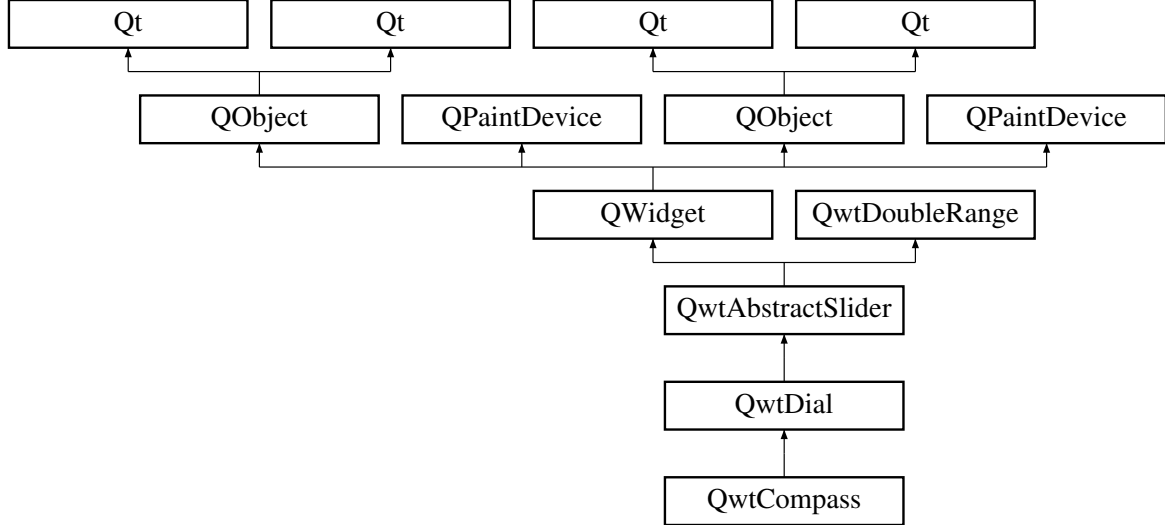 Qt Qt Qt Qt
QObject QPaintDevice QObject QPaintDevice
QWidget QwtDoubleRange
QwtAbstractSlider
QwtDial
QwtCompass